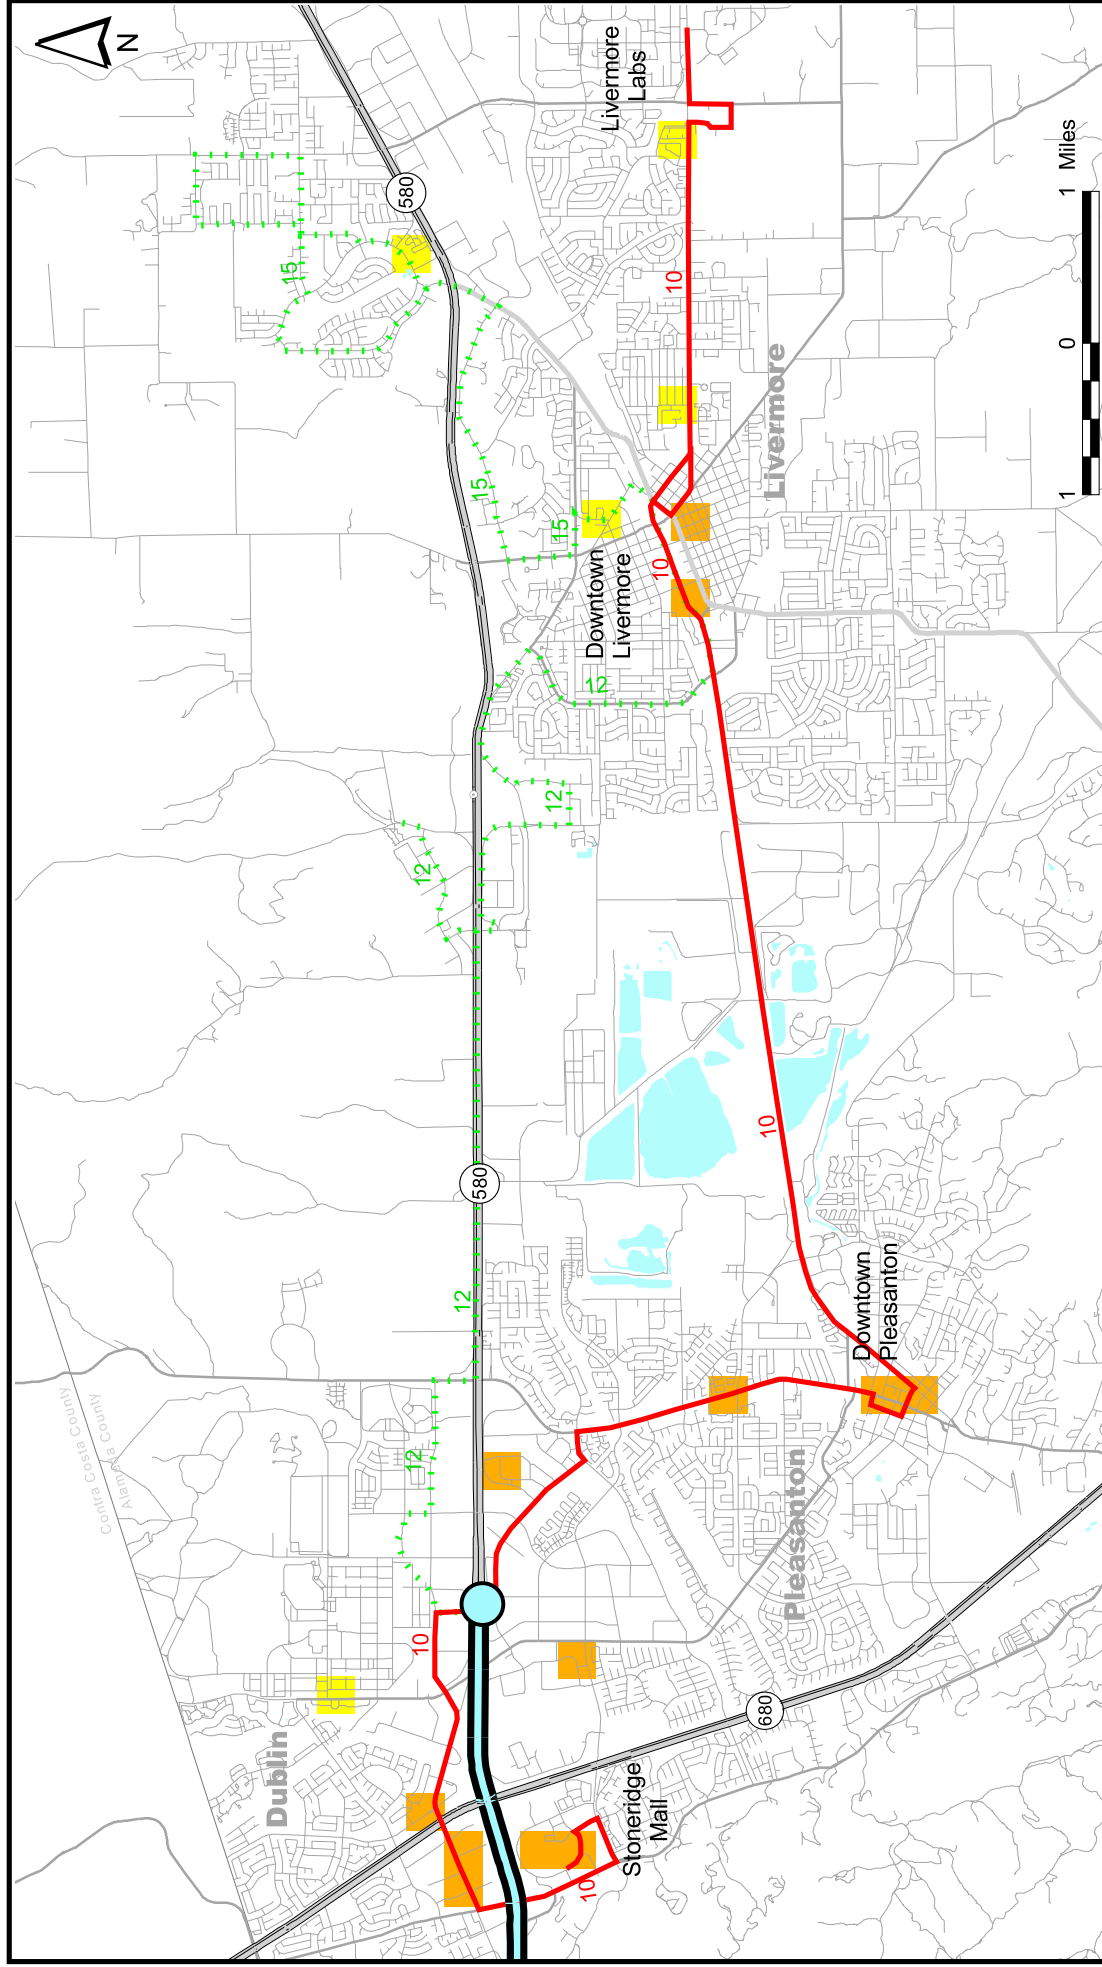 N
Contra Costa County
Alameda County
Dublin
580
580
680
Livermore
Labs
Downtown
Livermore
Livermore
Downtown
Pleasanton
Pleasanton
Stoneridge
Mall
15
15
15
12
12
12
12
12
10
10
10
10
10
1
0
1 Miles